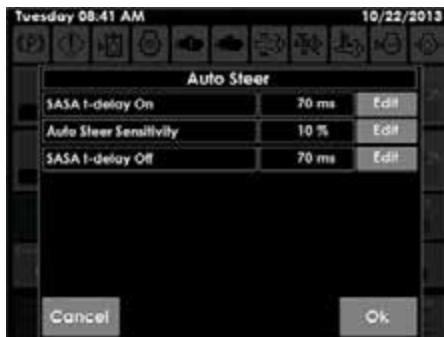 Tuesday 08:41 AM 10/22/2013
(P)
Auto Steer
SASA t-delay On 70 ms Edit
Auto Steer Sensitivity 10 % Edit
SASA t-delay Off 70 ms Edit
Cancel Ok